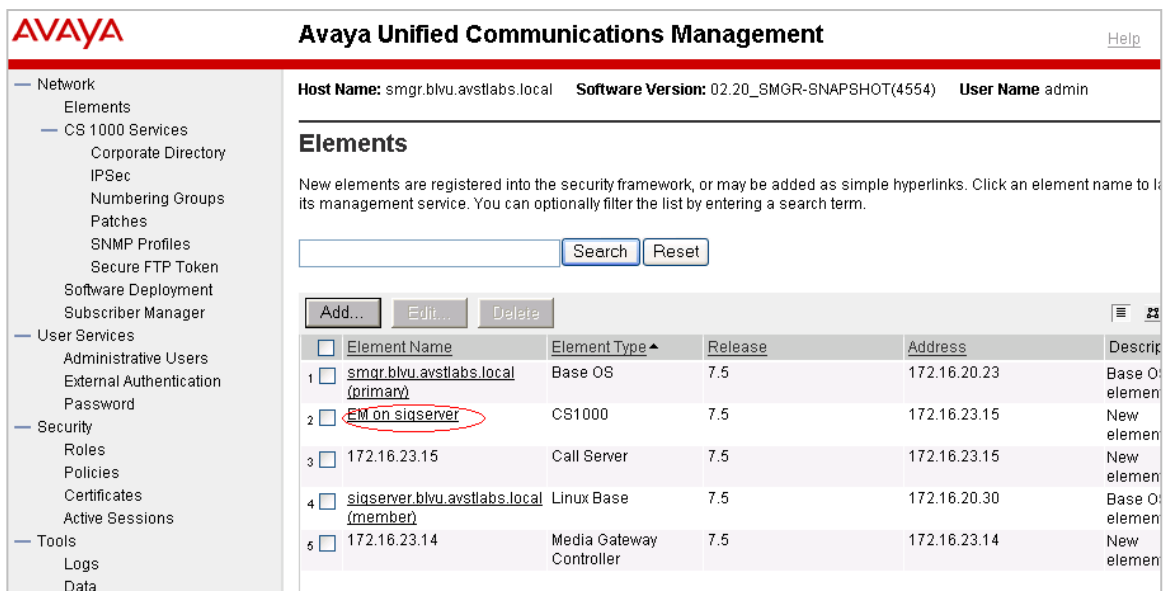 AVAYA
Avaya Unified Communications Management
Help
Host Name: smgr.blvu.avstlabs.local Software Version: 02.20_SMGR-SNAPSHOT(4554) User Name admin
— Network
Elements
— CS 1000 Services
Corporate Directory
IPSec
Numbering Groups
Patches
SNMP Profiles
Secure FTP Token
Software Deployment
Subscriber Manager
— User Services
Administrative Users
External Authentication
Password
— Security
Roles
Policies
Certificates
Active Sessions
— Tools
Logs
Data
Elements
New elements are registered into the security framework, or may be added as simple hyperlinks. Click an element name to la
its management service. You can optionally filter the list by entering a search term.
Search Reset
Add... Edit... Delete
Element Name Element Type Release Address Descrip
1 smgr.blvu.avstlabs.local Base OS 7.5 172.16.20.23 Base O
(primary) elemen
2 EM on sigserver CS1000 7.5 172.16.23.15 New
elemen
3 172.16.23.15 Call Server 7.5 172.16.23.15 New
elemen
4 sigserver.blvu.avstlabs.local Linux Base 7.5 172.16.20.30 Base O
(member) elemen
5 172.16.23.14 Media Gateway 7.5 172.16.23.14 New
Controller elemen